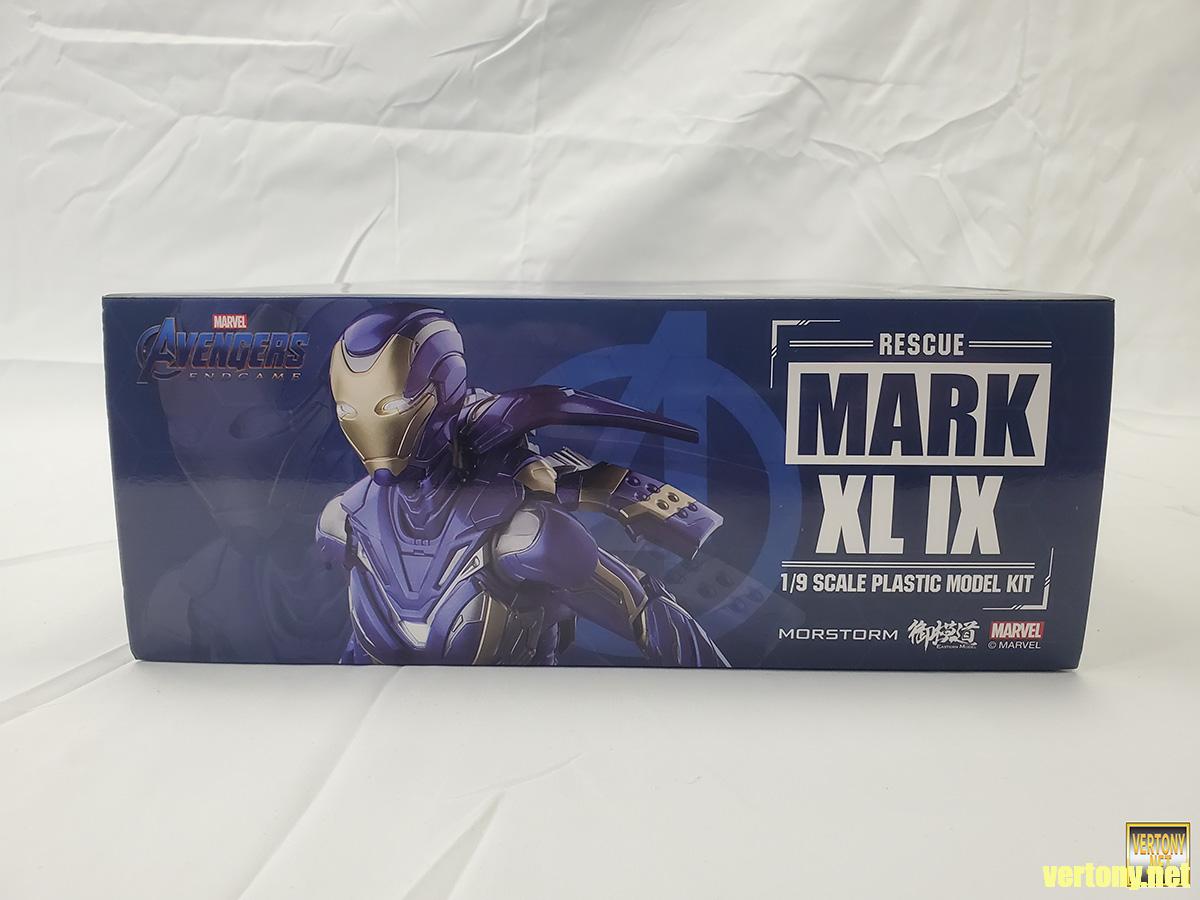 MARVEL
AVENGERS
ENDGAME
RESCUE
MARK
XL IX
1/9 SCALE PLASTIC MODEL KIT
MORSTORM 御模道 MARVEL
EASTERN MODEL © MARVEL
VERTONY
.NET
vertony.net